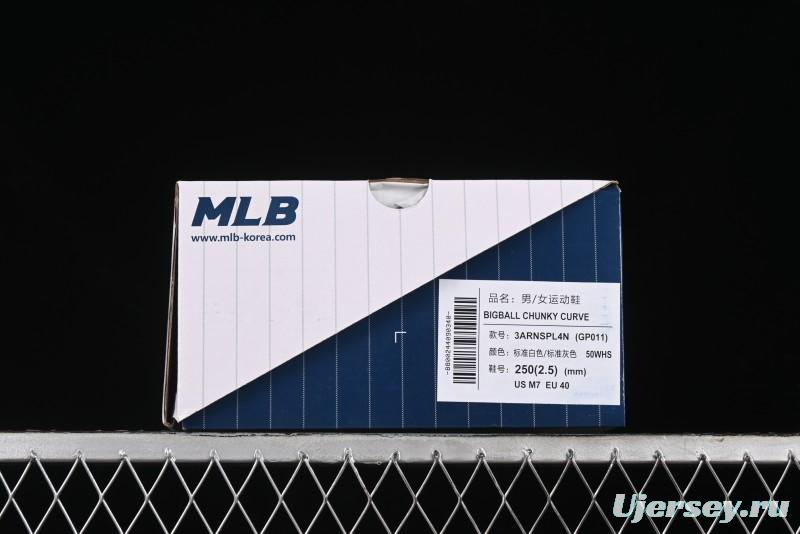 MLB
www.mlb-korea.com
品名：男/女运动鞋
BIGBALL CHUNKY CURVE
款号：3ARNSPL4N (GP011)
颜色：标准白色/标准灰色 50WHS
鞋号：250(2.5) (mm)
US M7 EU 40
-8800244090340-
Ujersey.ru